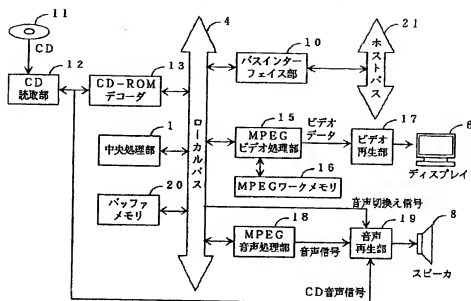 11
CD
12
CD
読取部
13
CD-ROM
デコーダ
4
ローカルバス
10
バスインター
フェイス部
21
ホストバス
1
中央処理部
15
MPEG
ビデオ処理部
ビデオ
データ
17
ビデオ
再生部
6
ディスプレイ
16
MPEGワークメモリ
20
バッファ
メモリ
音声切換え信号
18
MPEG
音声処理部
音声信号
19
音声
再生部
8
スピーカ
CD音声信号